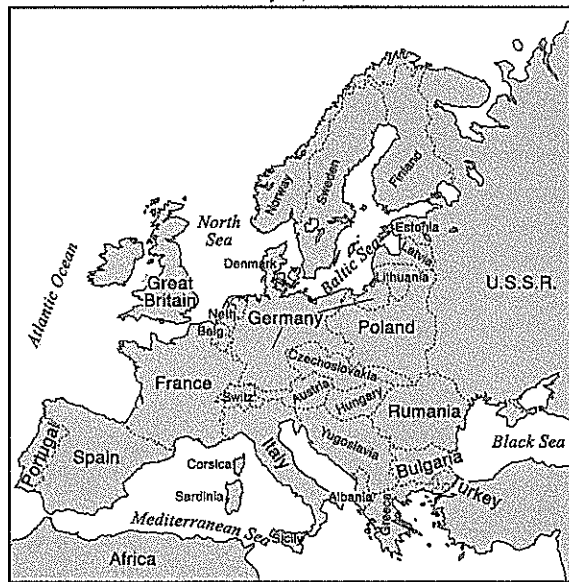 Norway
Sweden
Finland
North
Sea
Estonia
Latvia
Lithuania
Baltic Sea
Denmark
Atlantic Ocean
Great
Britain
U.S.S.R.
Neth.
Belg.
Germany
Poland
Czechoslovakia
France
Switz.
Austria
Hungary
Rumania
Yugoslavia
Black Sea
Portugal
Spain
Corsica
Italy
Bulgaria
Sardinia
Albania
Greece
Turkey
Mediterranean Sea
Sicily
Africa